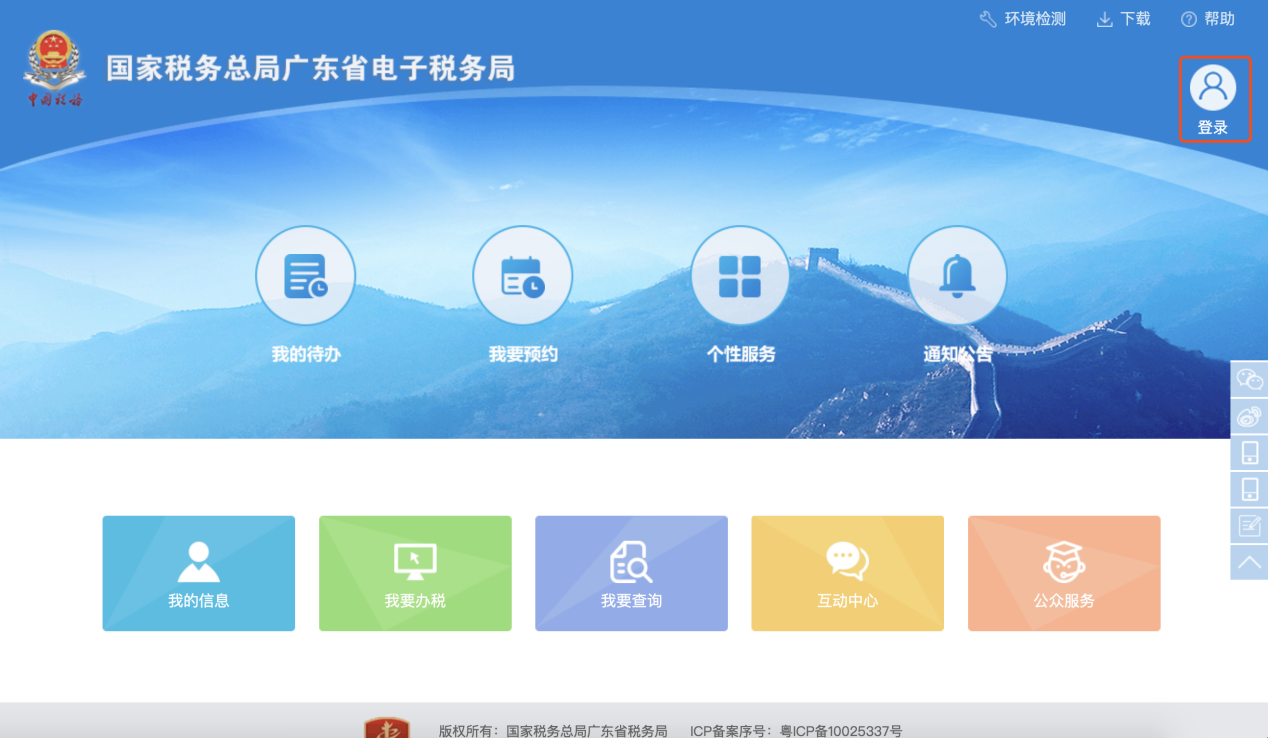 环境检测 下载 帮助
国家税务总局广东省电子税务局
中国税务
登录
我的待办 我要预约 个性服务 通知公告
我的信息 我要办税 我要查询 互动中心 公众服务
版权所有：国家税务总局广东省税务局 ICP备案序号：粤ICP备10025337号